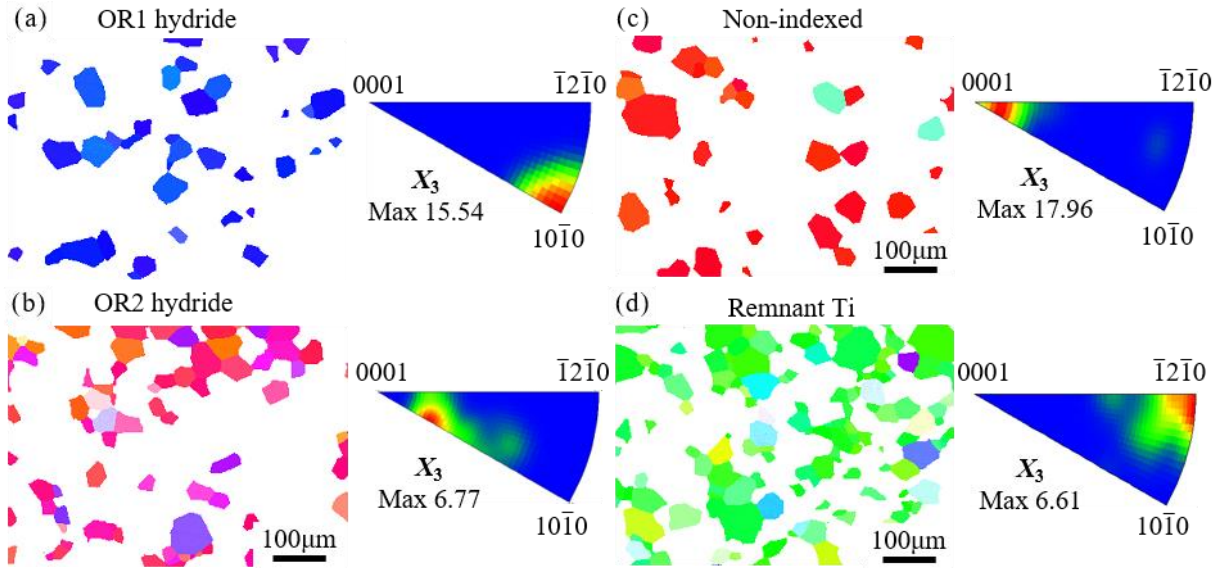 (a) OR1 hydride
0001
1̅21̅0
X₃
Max 15.54
101̅0
(c) Non-indexed
0001
1̅21̅0
X₃
Max 17.96
101̅0
100μm
(b) OR2 hydride
0001
1̅21̅0
X₃
Max 6.77
101̅0
100μm
(d) Remnant Ti
0001
1̅21̅0
X₃
Max 6.61
101̅0
100μm